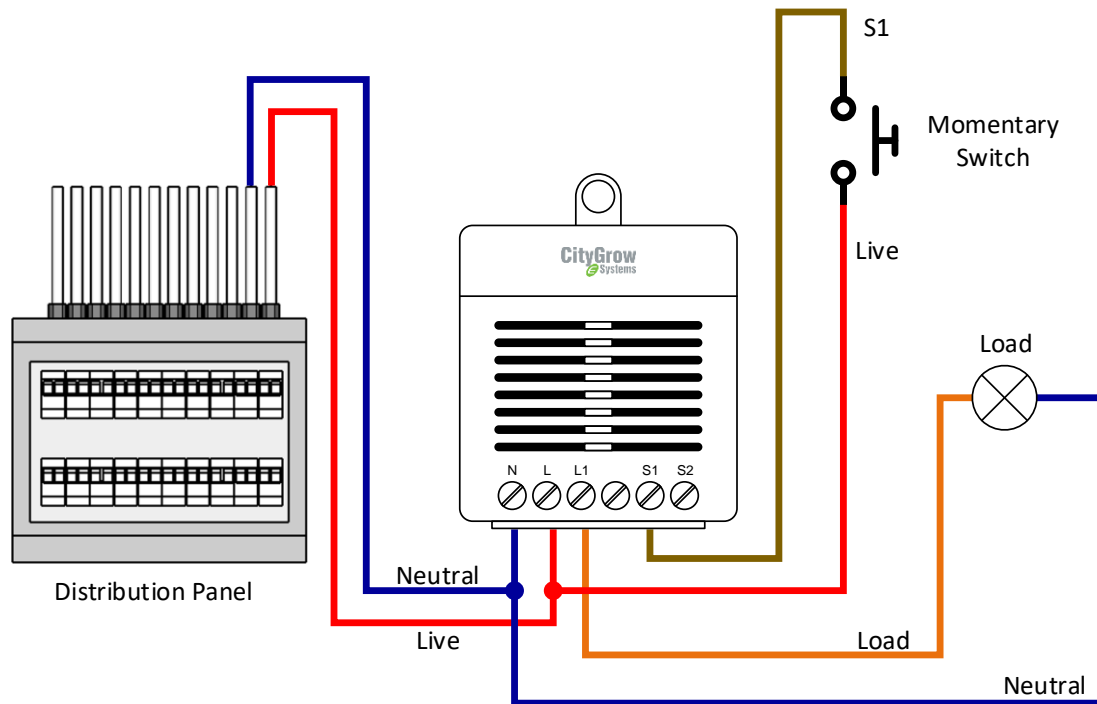 S1
Momentary
Switch
Live
CityGrow
e Systems
Load
N L L1 S1 S2
Neutral
Distribution Panel
Live
Load
Neutral